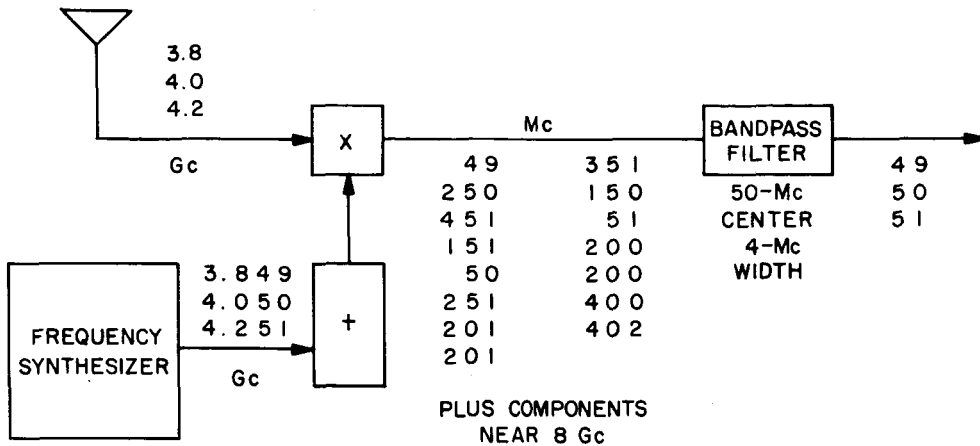 3.8
4.0
4.2
Gc
X
Mc
49
250
451
151
50
251
201
201
351
150
51
200
200
400
402
BANDPASS
FILTER
50-Mc
CENTER
4-Mc
WIDTH
49
50
51
FREQUENCY
SYNTHESIZER
3.849
4.050
4.251
Gc
+
PLUS COMPONENTS
NEAR 8 Gc